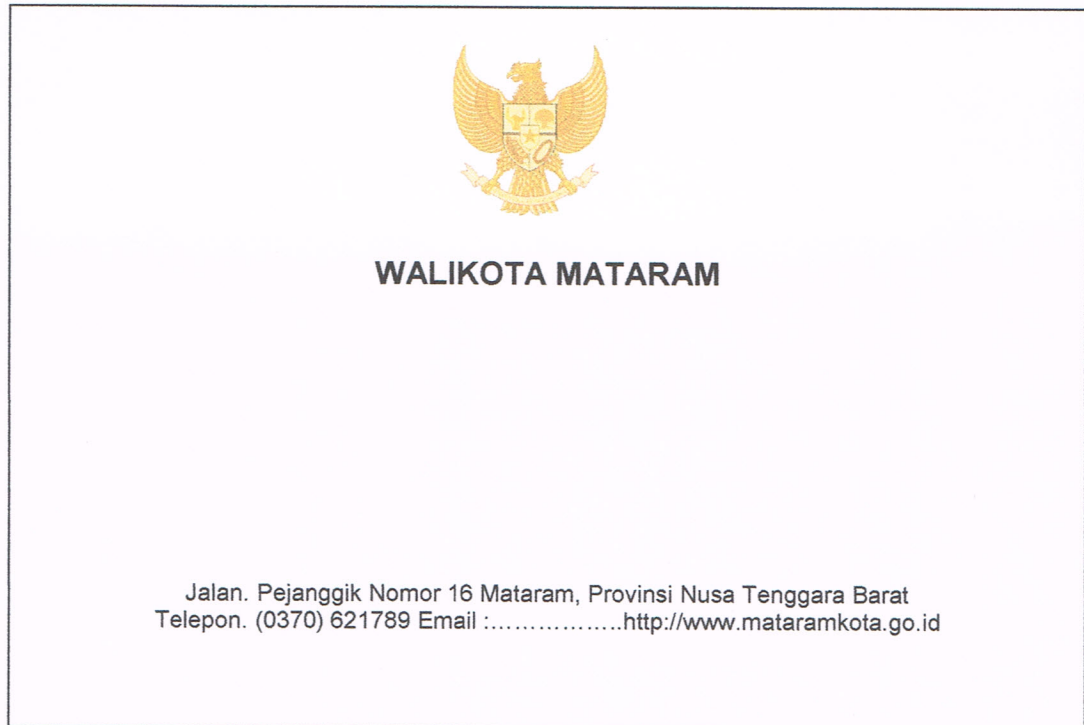 WALIKOTA MATARAM
Jalan. Pejanggik Nomor 16 Mataram, Provinsi Nusa Tenggara Barat
Telepon. (0370) 621789 Email :……………..http://www.mataramkota.go.id